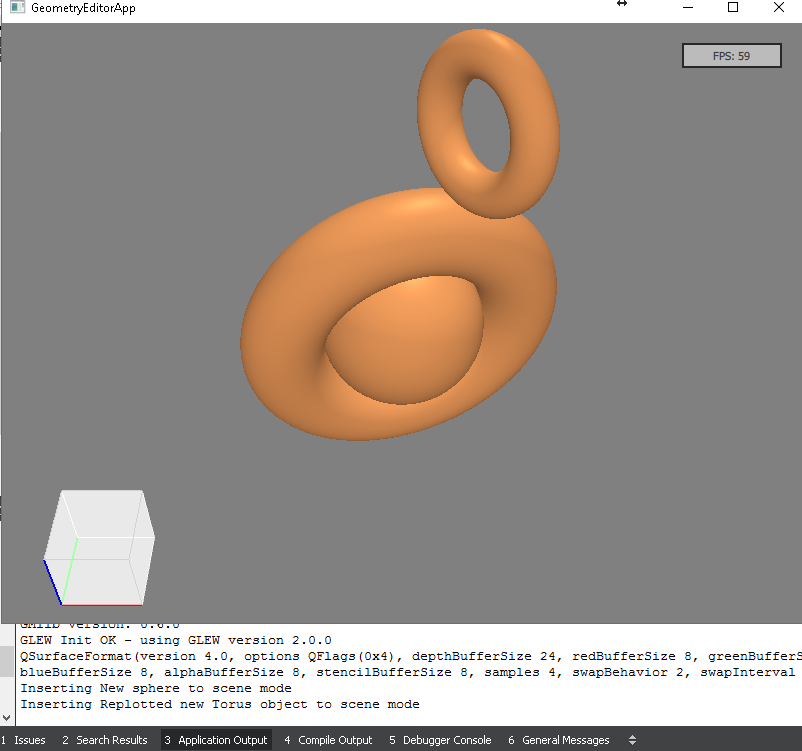 GeometryEditorApp
FPS: 59
GMlib version: 0.6.0
GLEW Init OK - using GLEW version 2.0.0
QSurfaceFormat(version 4.0, options QFlags(0x4), depthBufferSize 24, redBufferSize 8, greenBufferS
blueBufferSize 8, alphaBufferSize 8, stencilBufferSize 8, samples 4, swapBehavior 2, swapInterval
Inserting New sphere to scene mode
Inserting Replotted new Torus object to scene mode
1 Issues 2 Search Results 3 Application Output 4 Compile Output 5 Debugger Console 6 General Messages